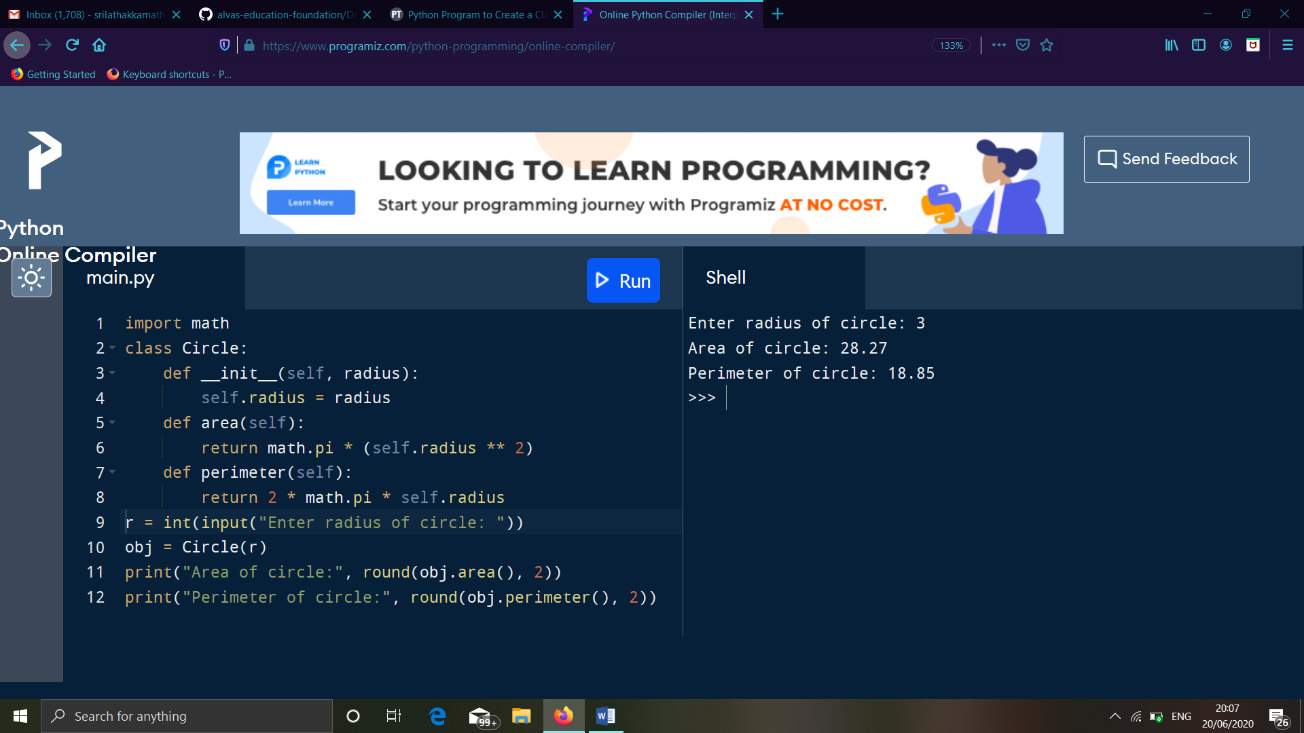 Inbox (1,708) - srilathakkamath
alvas-education-foundation/D
Python Program to Create a Cl
Online Python Compiler (Interp
https://www.programiz.com/python-programming/online-compiler/
133%
Getting Started
Keyboard shortcuts - P...
Python
Online Compiler
LEARN
PYTHON
Learn More
LOOKING TO LEARN PROGRAMMING?
Start your programming journey with Programiz AT NO COST.
Send Feedback
main.py
Run
Shell
1 import math
2 class Circle:
3     def __init__(self, radius):
4         self.radius = radius
5     def area(self):
6         return math.pi * (self.radius ** 2)
7     def perimeter(self):
8         return 2 * math.pi * self.radius
9 r = int(input("Enter radius of circle: "))
10 obj = Circle(r)
11 print("Area of circle:", round(obj.area(), 2))
12 print("Perimeter of circle:", round(obj.perimeter(), 2))
Enter radius of circle: 3
Area of circle: 28.27
Perimeter of circle: 18.85
>>>
Search for anything
99+
ENG
20:07
20/06/2020
26